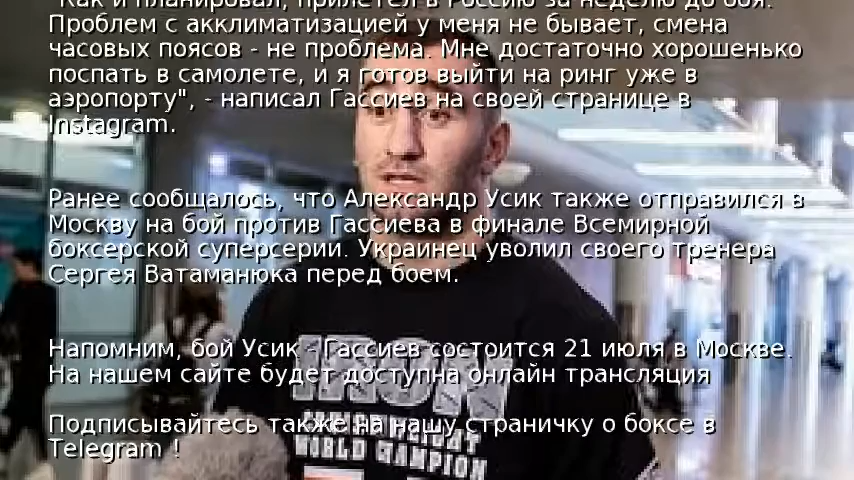 "Как и планировал, прилетел в Россию за неделю до боя.
Проблем с акклиматизацией у меня не бывает, смена
часовых поясов - не проблема. Мне достаточно хорошенько
поспать в самолете, и я готов выйти на ринг уже в
аэропорту", - написал Гассиев на своей странице в
Instagram.
Ранее сообщалось, что Александр Усик также отправился в
Москву на бой против Гассиева в финале Всемирной
боксерской суперсерии. Украинец уволил своего тренера
Сергея Ватаманюка перед боем.
Напомним, бой Усик - Гассиев состоится 21 июля в Москве.
На нашем сайте будет доступна онлайн трансляция
Подписывайтесь также на нашу страничку о боксе в
Telegram !
IRON
WORLD